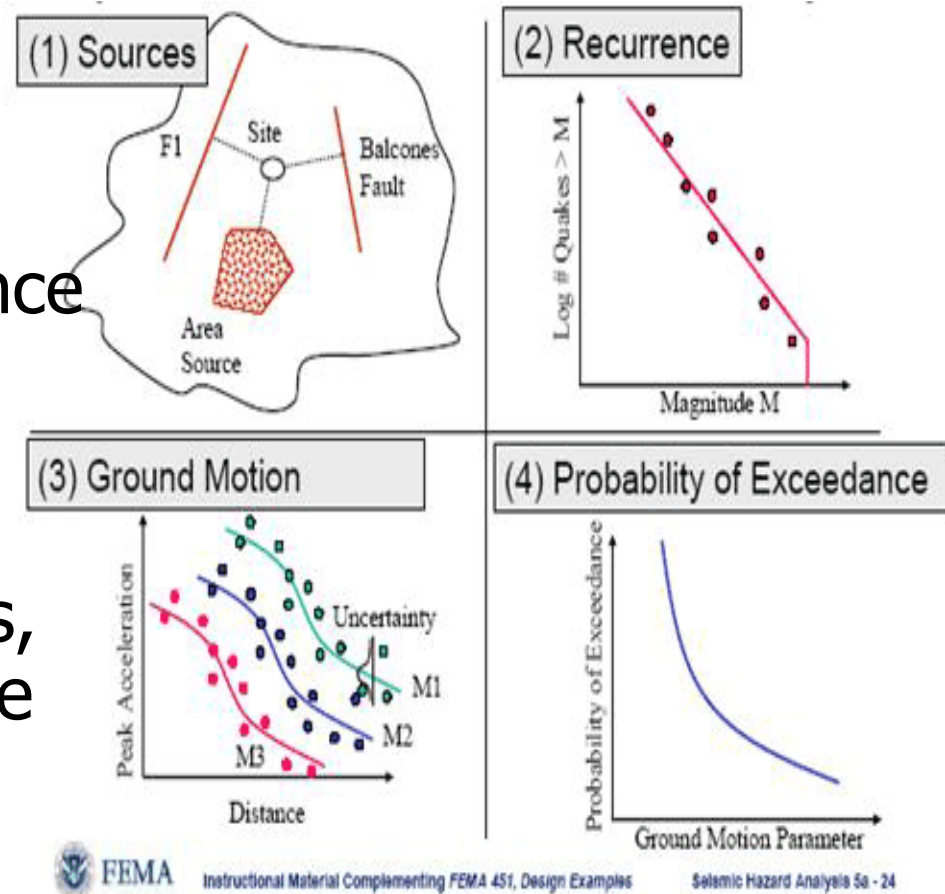 (1) Sources
F1
Site
Balcones
Fault
Area
Source
nce
(2) Recurrence
Log # Quakes > M
Magnitude M
(3) Ground Motion
s,
e
Peak Acceleration
Uncertainty
M1
M2
M3
Distance
(4) Probability of Exceedance
Probability of Exceedance
Ground Motion Parameter
FEMA
Instructional Material Complementing FEMA 451, Design Examples
Seismic Hazard Analysis 5a - 24